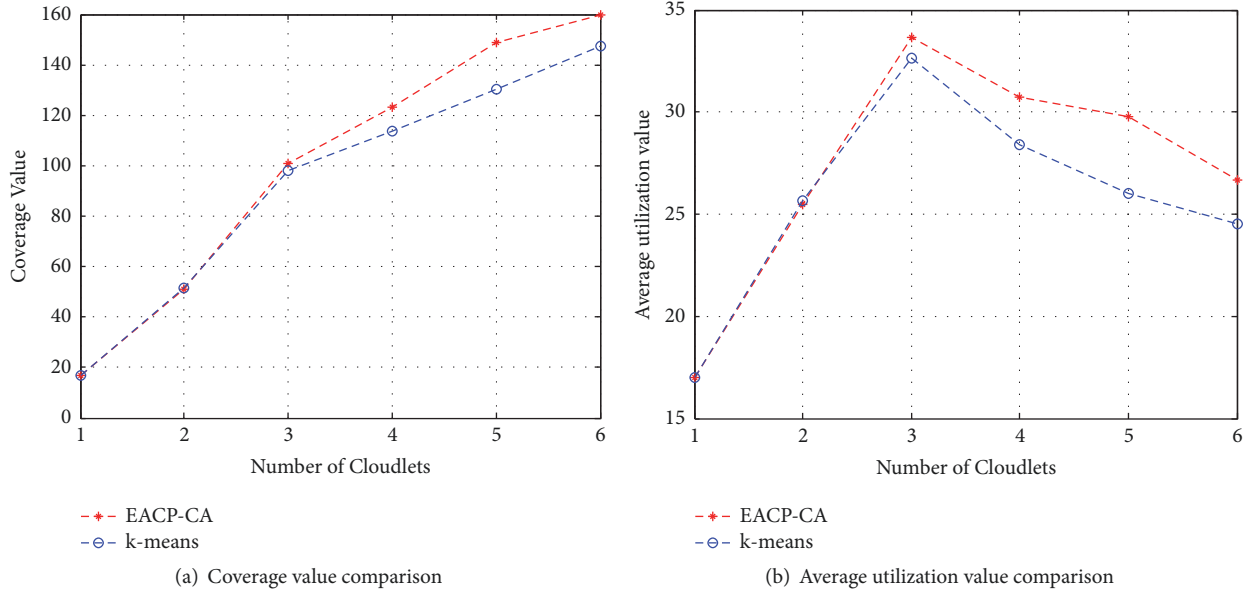 160
140
120
100
80
60
40
20
0
Coverage Value
1 2 3 4 5 6
Number of Cloudlets
EACP-CA
k-means
(a) Coverage value comparison
35
30
25
20
15
Average utilization value
1 2 3 4 5 6
Number of Cloudlets
EACP-CA
k-means
(b) Average utilization value comparison